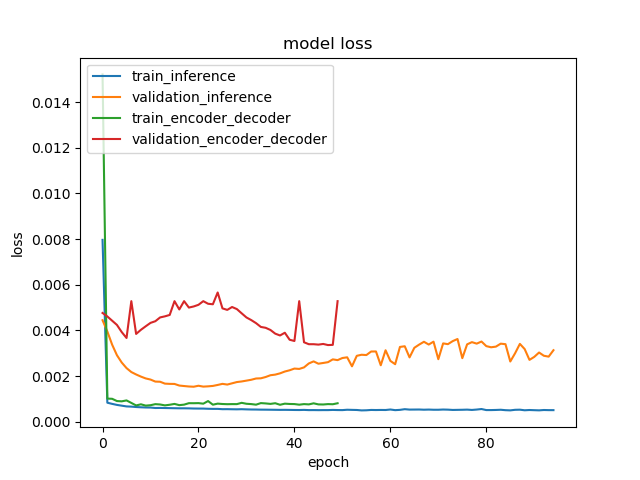 model loss
train_inference
validation_inference
train_encoder_decoder
validation_encoder_decoder
0.014
0.012
0.010
0.008
0.006
0.004
0.002
0.000
loss
0 20 40 60 80
epoch